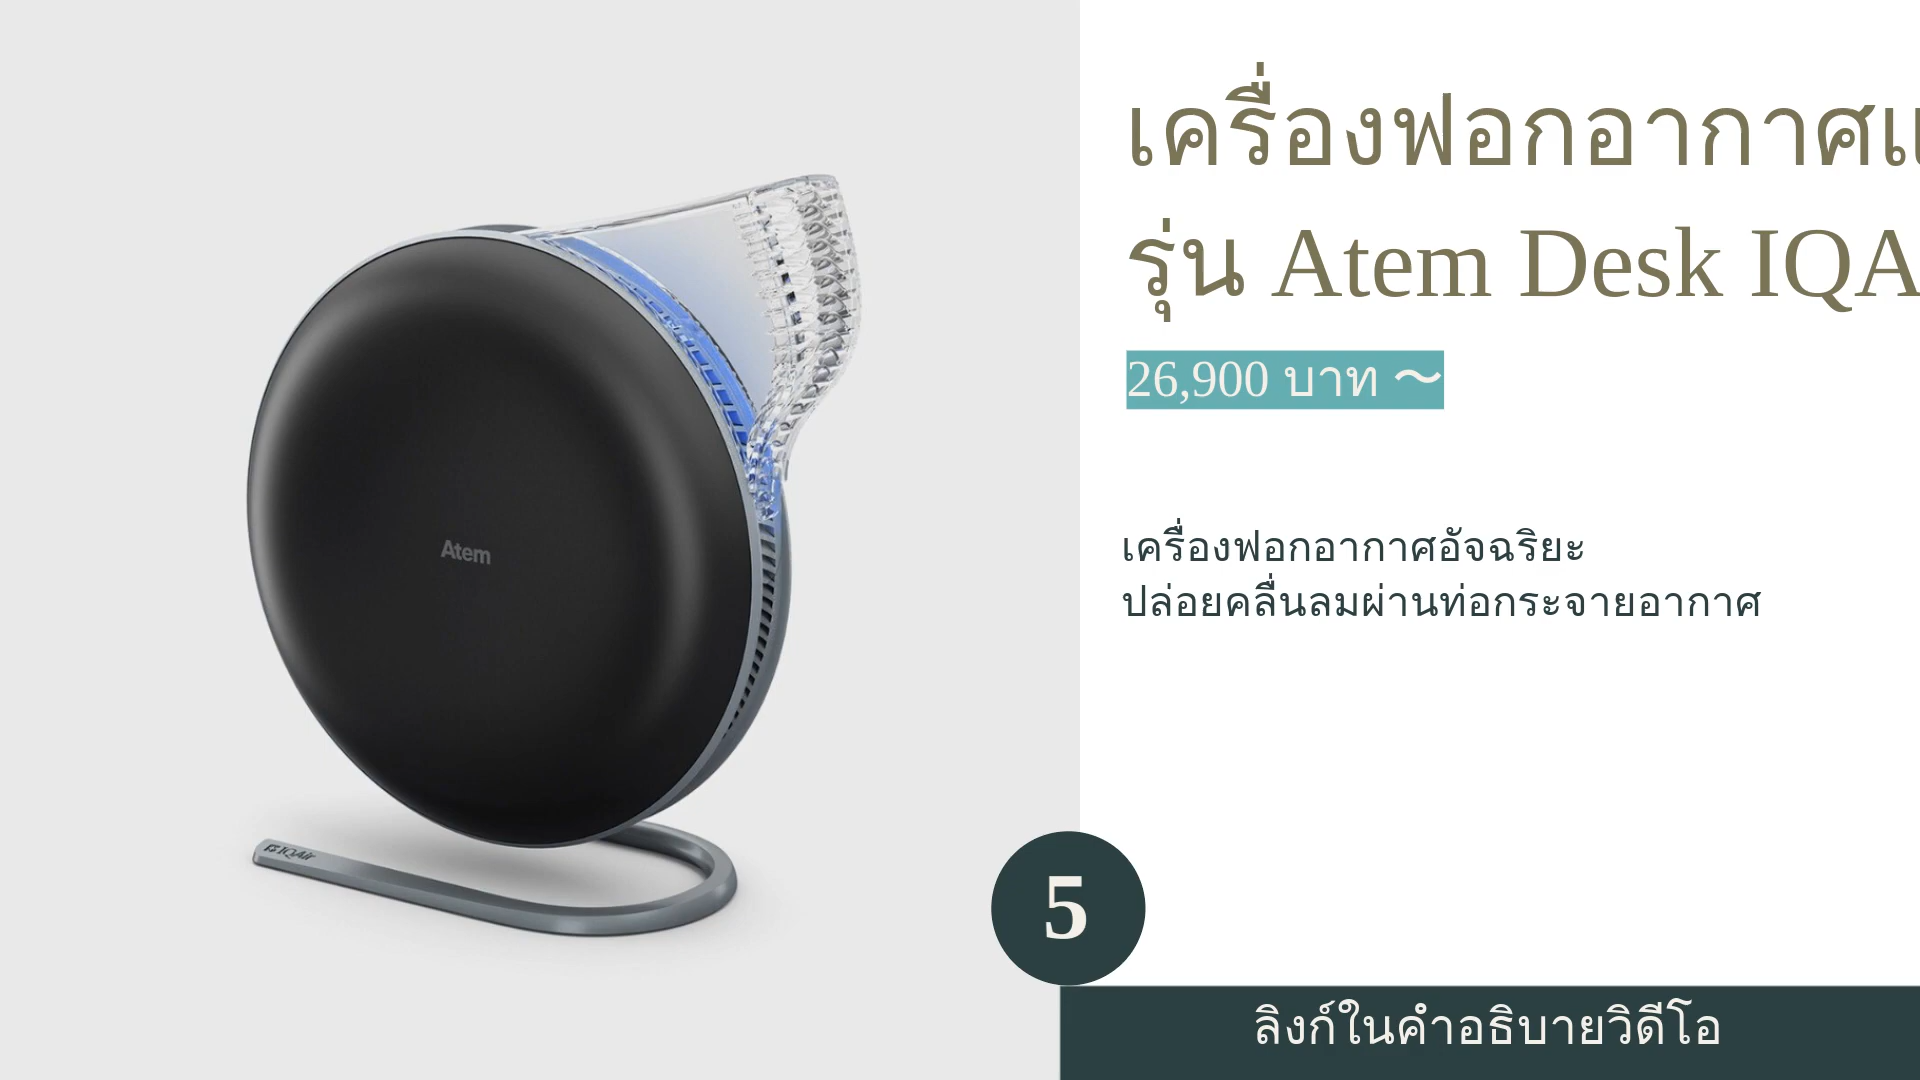 เครื่องฟอกอากาศแ
รุ่น Atem Desk IQA
26,900 บาท ～
เครื่องฟอกอากาศอัจฉริยะ
ปล่อยคลื่นลมผ่านท่อกระจายอากาศ
Atem
IQAir
5
ลิงก์ในคำอธิบายวิดีโอ